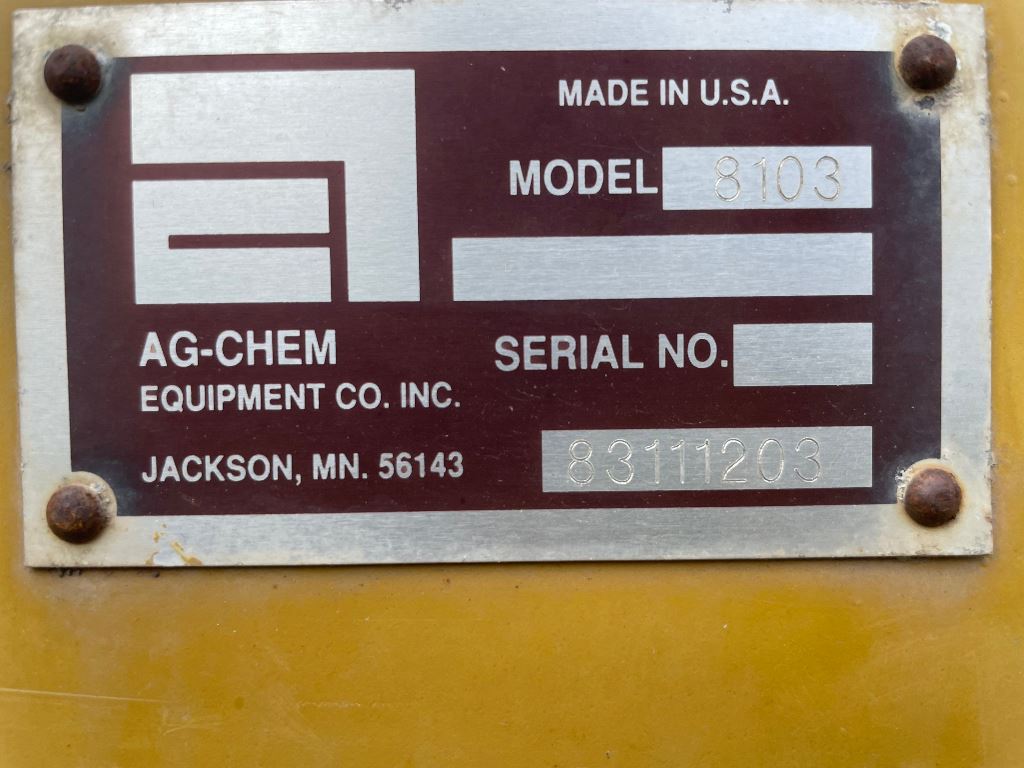 MADE IN U.S.A.
MODEL 8103
AG-CHEM
EQUIPMENT CO. INC.
JACKSON, MN. 56143
SERIAL NO.
83111203